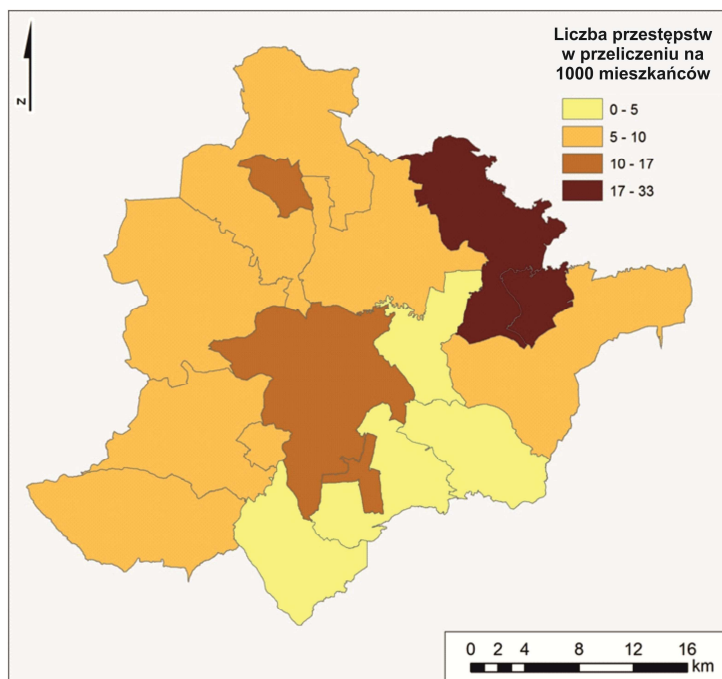 Liczba przestępstw
w przeliczeniu na
1000 mieszkańców
0 - 5
5 - 10
10 - 17
17 - 33
N
0 2 4 8 12 16
km